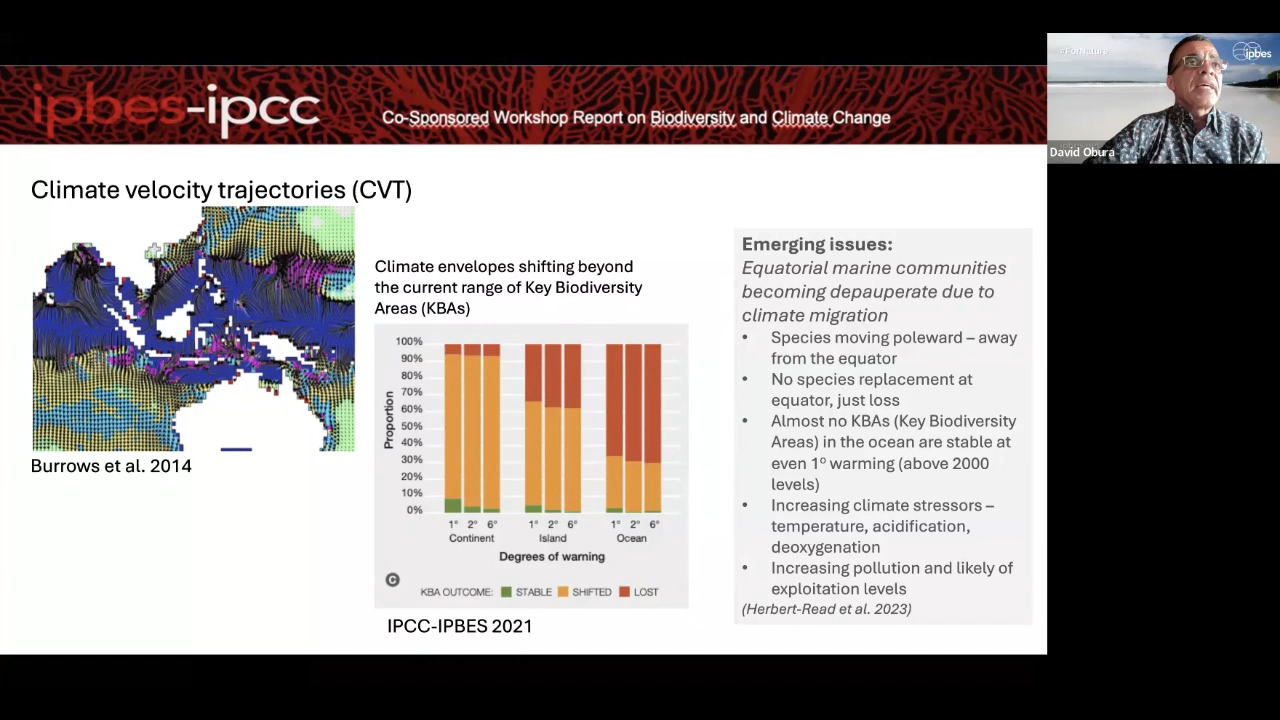 ipbes-ipcc
Co-Sponsored Workshop Report on Biodiversity and Climate Change
#ForNature
ipbes
David Obura
Climate velocity trajectories (CVT)
Burrows et al. 2014
Climate envelopes shifting beyond
the current range of Key Biodiversity
Areas (KBAs)
100%
90%
80%
70%
60%
50%
40%
30%
20%
10%
0%
Proportion
1° 2° 6° 1° 2° 6° 1° 2° 6°
Continent Island Ocean
Degrees of warning
C
KBA OUTCOME: STABLE SHIFTED LOST
IPCC-IPBES 2021
Emerging issues:
Equatorial marine communities
becoming depauperate due to
climate migration
• Species moving poleward – away
from the equator
• No species replacement at
equator, just loss
• Almost no KBAs (Key Biodiversity
Areas) in the ocean are stable at
even 1º warming (above 2000
levels)
• Increasing climate stressors –
temperature, acidification,
deoxygenation
• Increasing pollution and likely of
exploitation levels
(Herbert-Read et al. 2023)